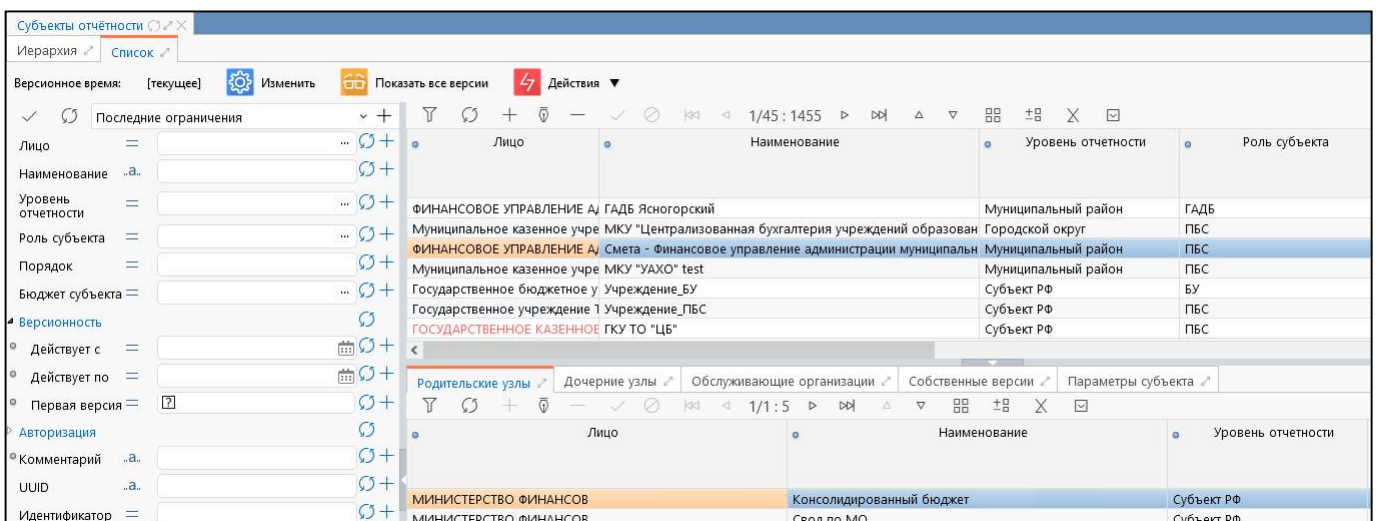 Субъекты отчётности
Иерархия Список
Версионное время: [текущее] Изменить Показать все версии Действия
Последние ограничения
1/45 : 1455
Лицо =
Наименование ..a..
Уровень отчетности =
Роль субъекта =
Порядок =
Бюджет субъекта =
Версионность
Действует с =
Действует по =
Первая версия = ?
Авторизация
Комментарий ..a..
UUID ..a..
Идентификатор =
Лицо Наименование Уровень отчетности Роль субъекта
ФИНАНСОВОЕ УПРАВЛЕНИЕ ГАДБ Ясногорский Муниципальный район ГАДБ
Муниципальное казенное учре МКУ "Централизованная бухгалтерия учреждений образован Городской округ ПБС
ФИНАНСОВОЕ УПРАВЛЕНИЕ Смета - Финансовое управление администрации муниципальн Муниципальный район ПБС
Муниципальное казенное учре МКУ "УАХО" test Муниципальный район ПБС
Государственное бюджетное у Учреждение_БУ Субъект РФ БУ
Государственное учреждение Учреждение_ПБС Субъект РФ ПБС
ГОСУДАРСТВЕННОЕ КАЗЕННОЕ ГКУ ТО "ЦБ" Субъект РФ ПБС
Родительские узлы Дочерние узлы Обслуживающие организации Собственные версии Параметры субъекта
1/1 : 5
Лицо Наименование Уровень отчетности
МИНИСТЕРСТВО ФИНАНСОВ Консолидированный бюджет Субъект РФ
МИНИСТЕРСТВО ФИНАНСОВ Свод по МО Субъект РФ